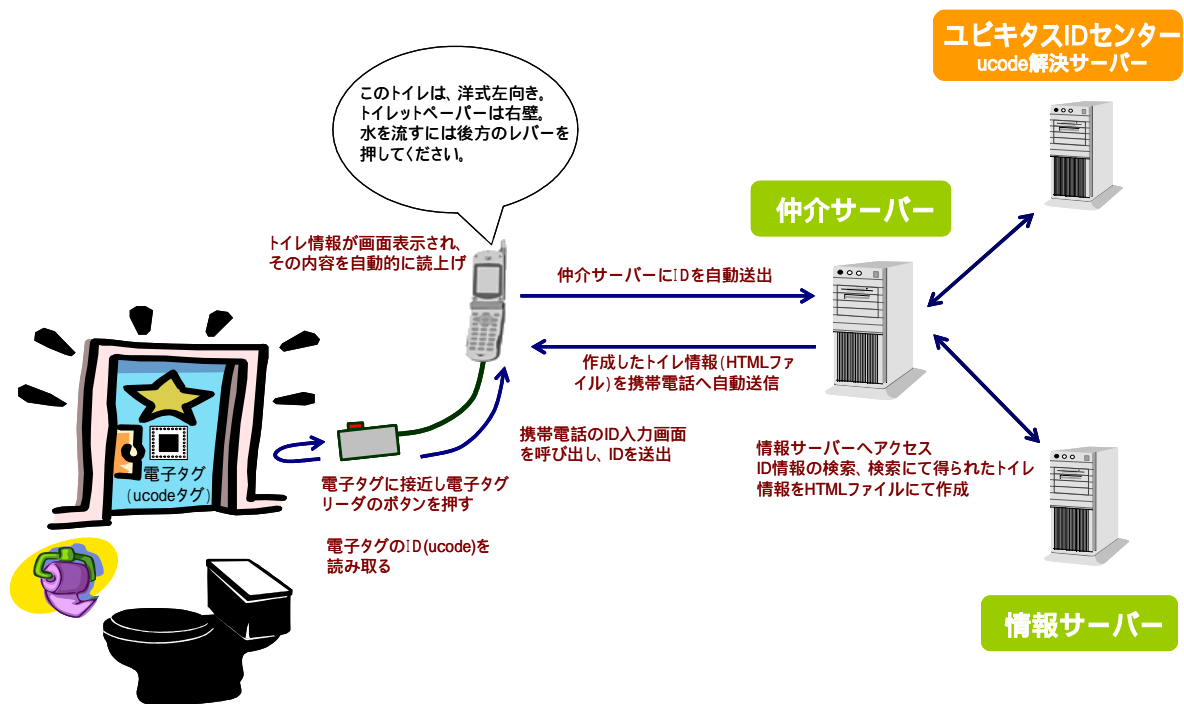 ユビキタスIDセンター
ucode解決サーバー
このトイレは、洋式左向き。
トイレットペーパーは右壁。
水を流すには後方のレバーを
押してください。
仲介サーバー
トイレ情報が画面表示され、
その内容を自動的に読上げ
仲介サーバーにIDを自動送出
作成したトイレ情報(HTMLファ
イル)を携帯電話へ自動送信
携帯電話のID入力画面
を呼び出し、IDを送出
情報サーバーへアクセス
ID情報の検索、検索にて得られたトイレ
情報をHTMLファイルにて作成
電子タグ
(ucodeタグ)
電子タグに接近し電子タグ
リーダのボタンを押す
電子タグのID(ucode)を
読み取る
情報サーバー